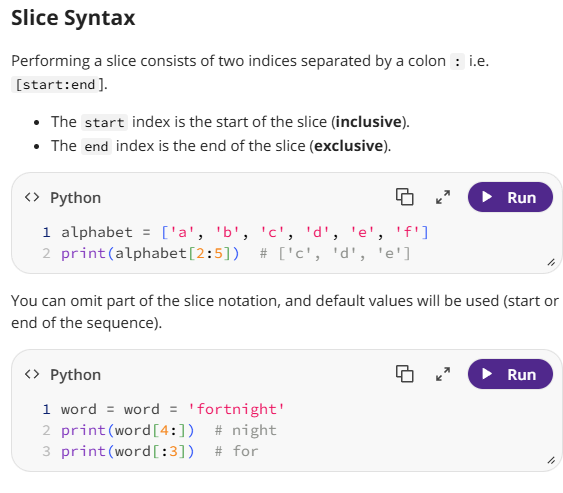 Slice Syntax
Performing a slice consists of two indices separated by a colon : i.e.
[start:end].
• The start index is the start of the slice (inclusive).
• The end index is the end of the slice (exclusive).
<> Python Run
1 alphabet = ['a', 'b', 'c', 'd', 'e', 'f']
2 print(alphabet[2:5]) # ['c', 'd', 'e']
You can omit part of the slice notation, and default values will be used (start or
end of the sequence).
<> Python Run
1 word = word = 'fortnight'
2 print(word[4:]) # night
3 print(word[:3]) # for